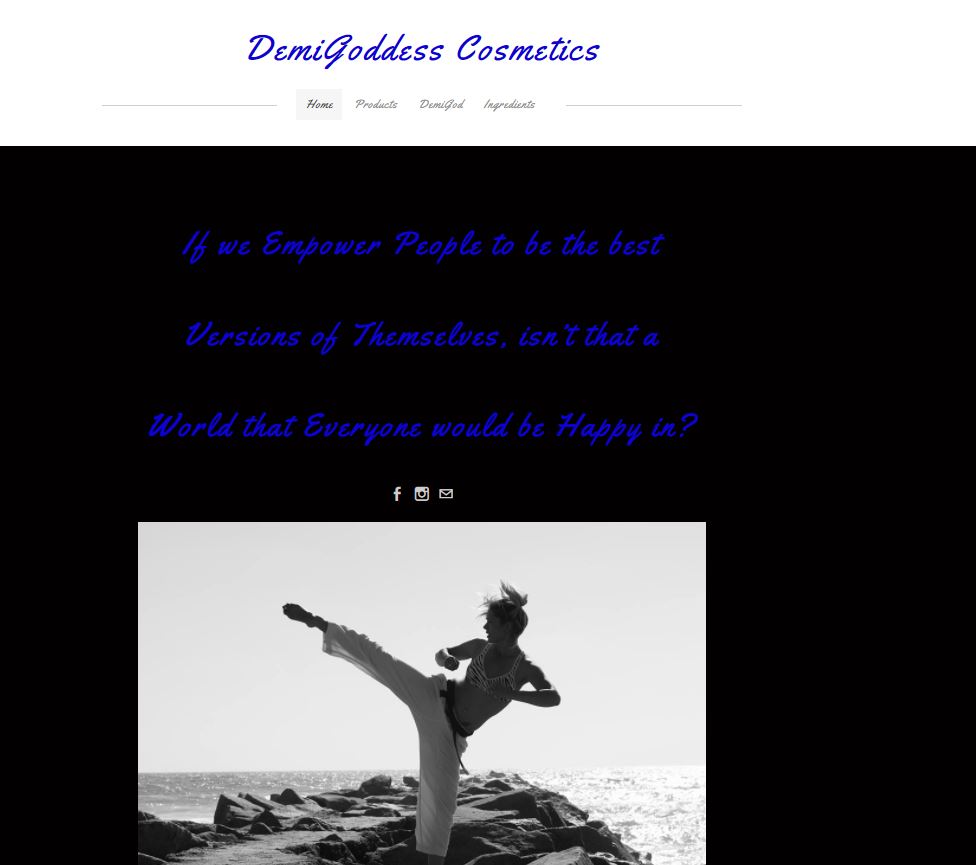 DemiGoddess Cosmetics
Home Products DemiGod Ingredients
If we Empower People to be the best
Versions of Themselves, isn't that a
World that Everyone would be Happy in?